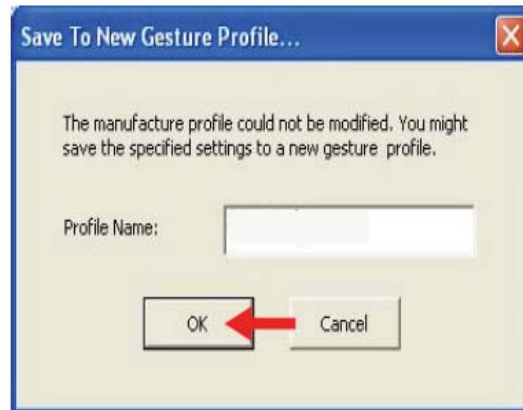 Save To New Gesture Profile...
The manufacture profile could not be modified. You might
save the specified settings to a new gesture profile.
Profile Name:
OK
Cancel